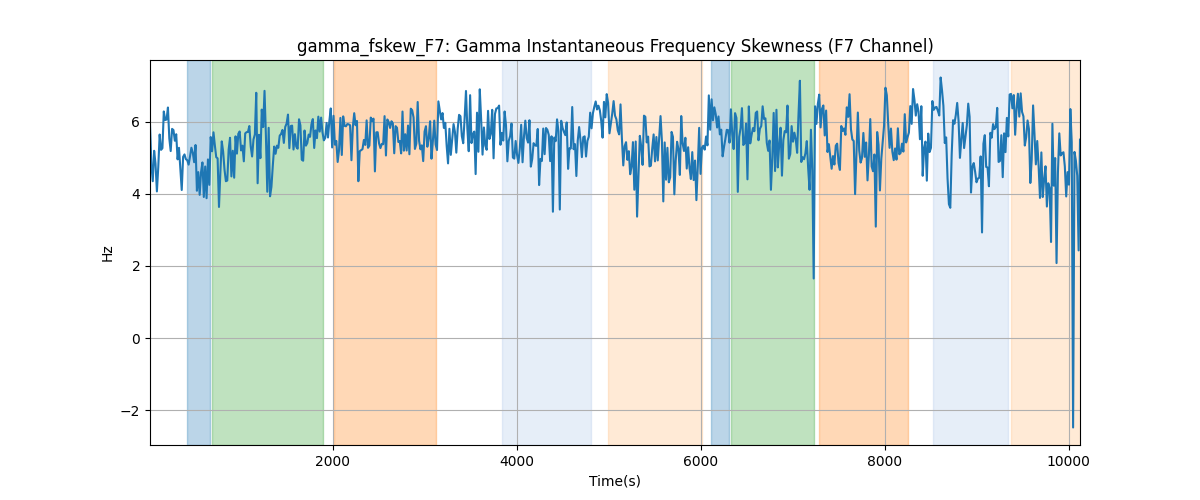 gamma_fskew_F7: Gamma Instantaneous Frequency Skewness (F7 Channel)
6
4
2
0
−2
Hz
2000 4000 6000 8000 10000
Time(s)